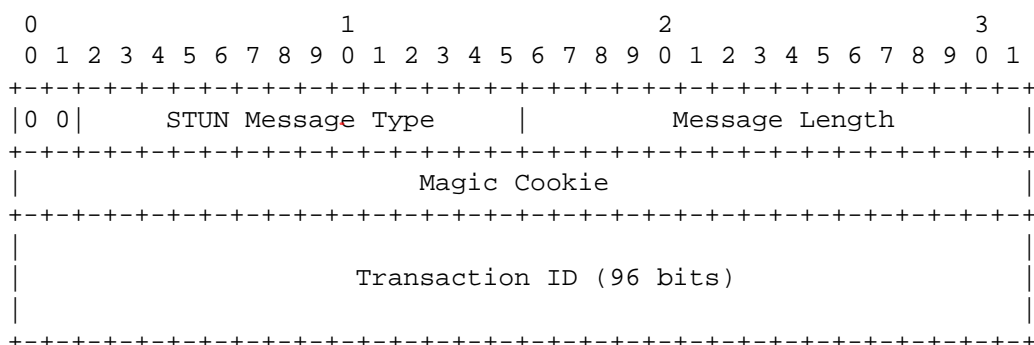 0                   1                   2                   3
 0 1 2 3 4 5 6 7 8 9 0 1 2 3 4 5 6 7 8 9 0 1 2 3 4 5 6 7 8 9 0 1
+-+-+-+-+-+-+-+-+-+-+-+-+-+-+-+-+-+-+-+-+-+-+-+-+-+-+-+-+-+-+-+-+
|0 0|     STUN Message Type     |         Message Length        |
+-+-+-+-+-+-+-+-+-+-+-+-+-+-+-+-+-+-+-+-+-+-+-+-+-+-+-+-+-+-+-+-+
|                         Magic Cookie                          |
+-+-+-+-+-+-+-+-+-+-+-+-+-+-+-+-+-+-+-+-+-+-+-+-+-+-+-+-+-+-+-+-+
|                                                               |
|                     Transaction ID (96 bits)                  |
|                                                               |
+-+-+-+-+-+-+-+-+-+-+-+-+-+-+-+-+-+-+-+-+-+-+-+-+-+-+-+-+-+-+-+-+